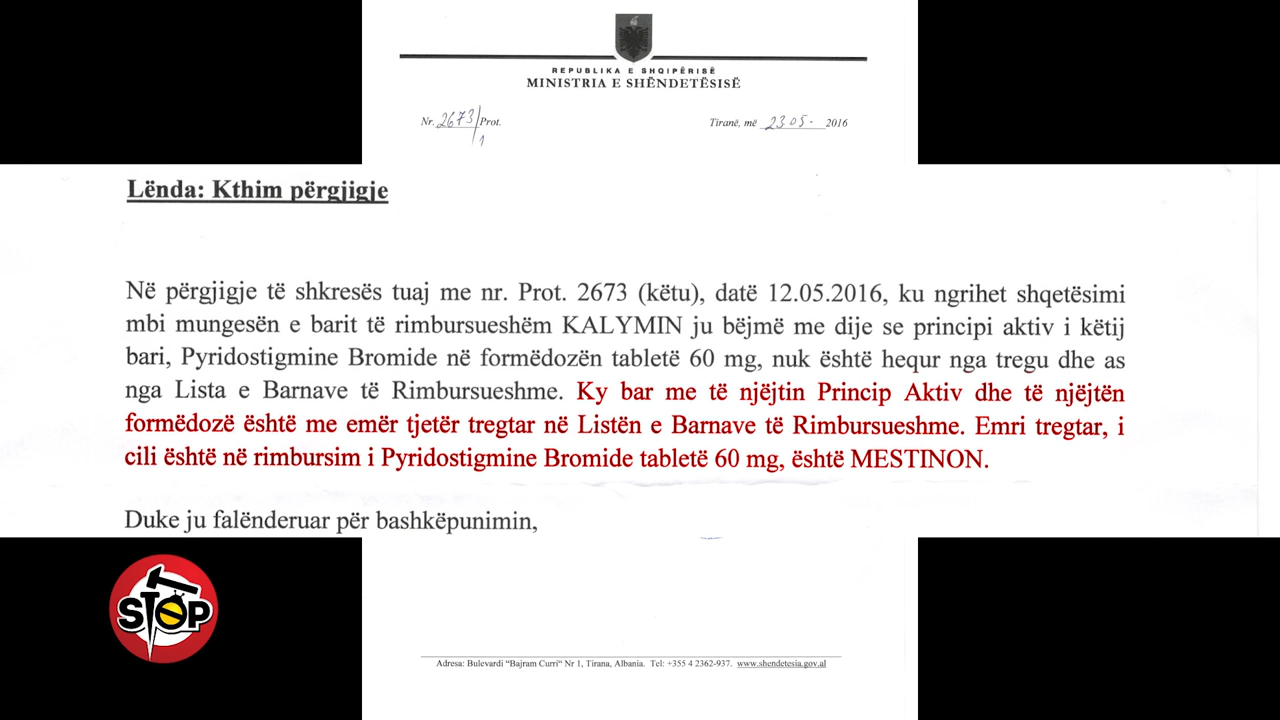 REPUBLIKA E SHQIPËRISË
MINISTRIA E SHËNDETËSISË
Nr. 2673/1 Prot.
Tiranë, më 23.05. 2016
Lënda: Kthim përgjigje
Në përgjigje të shkresës tuaj me nr. Prot. 2673 (këtu), datë 12.05.2016, ku ngrihet shqetësimi
mbi mungesën e barit të rimbursueshëm KALYMIN ju bëjmë me dije se principi aktiv i këtij
bari, Pyridostigmine Bromide në formëdozën tabletë 60 mg, nuk është hequr nga tregu dhe as
nga Lista e Barnave të Rimbursueshme. Ky bar me të njëjtin Princip Aktiv dhe të njëjtën
formëdozë është me emër tjetër tregtar në Listën e Barnave të Rimbursueshme. Emri tregtar, i
cili është në rimbursim i Pyridostigmine Bromide tabletë 60 mg, është MESTINON.
Duke ju falënderuar për bashkëpunimin,
STOP
Adresa: Bulevardi “Bajram Curri“ Nr 1, Tirana, Albania. Tel: +355 4 2362-937. www.shendetesia.gov.al